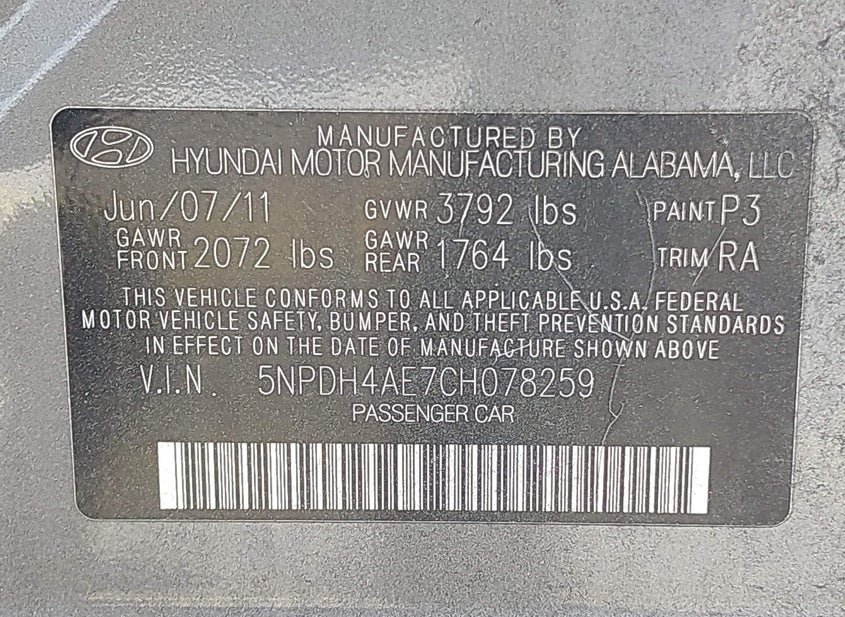 MANUFACTURED BY
HYUNDAI MOTOR MANUFACTURING ALABAMA, LLC
Jun/07/11 GVWR 3792 lbs PAINT P3
GAWR FRONT 2072 lbs GAWR REAR 1764 lbs TRIM RA
THIS VEHICLE CONFORMS TO ALL APPLICABLE U.S.A. FEDERAL
MOTOR VEHICLE SAFETY, BUMPER, AND THEFT PREVENTION STANDARDS
IN EFFECT ON THE DATE OF MANUFACTURE SHOWN ABOVE
V.I.N. 5NPDH4AE7CH078259
PASSENGER CAR